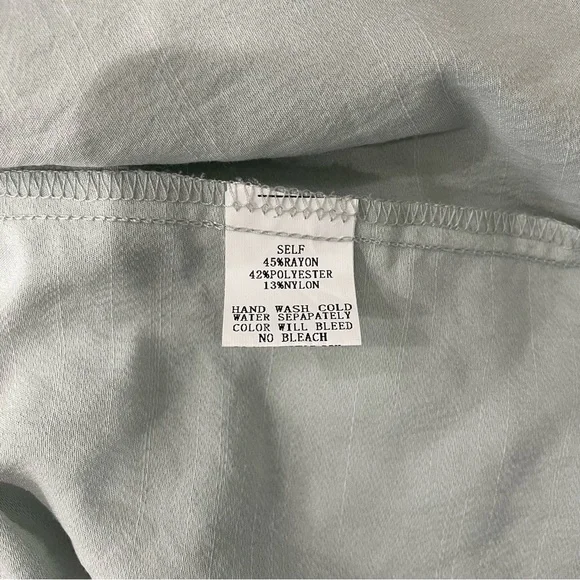 SELF
45%RAYON
42%POLYESTER
13%NYLON
HAND WASH COLD
WATER SEPAPATELY
COLOR WILL BLEED
NO BLEACH